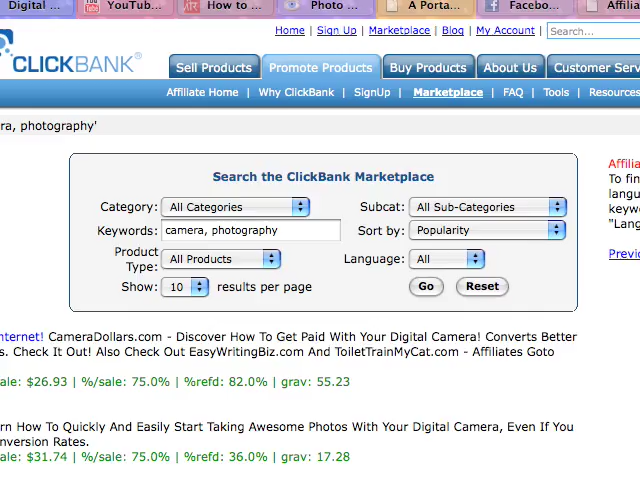 Digital ...
YouTub...
How to ...
Photo ...
A Porta...
Facebo...
Affilia
Home | Sign Up | Marketplace | Blog | My Account | Search...
CLICKBANK®
Sell Products Promote Products Buy Products About Us Customer Serv
Affiliate Home | Why ClickBank | SignUp | Marketplace | FAQ | Tools | Resources
ra, photography'
Search the ClickBank Marketplace
Category: All Categories Subcat: All Sub-Categories
Keywords: camera, photography Sort by: Popularity
Product Type: All Products Language: All
Show: 10 results per page Go Reset
Affilia
To fin
langu
keyw
"Lang
Previ
nternet! CameraDollars.com - Discover How To Get Paid With Your Digital Camera! Converts Better
s. Check It Out! Also Check Out EasyWritingBiz.com And ToiletTrainMyCat.com - Affiliates Goto
ale: $26.93 | %/sale: 75.0% | %refd: 82.0% | grav: 55.23
rn How To Quickly And Easily Start Taking Awesome Photos With Your Digital Camera, Even If You
nversion Rates.
ale: $31.74 | %/sale: 75.0% | %refd: 36.0% | grav: 17.28